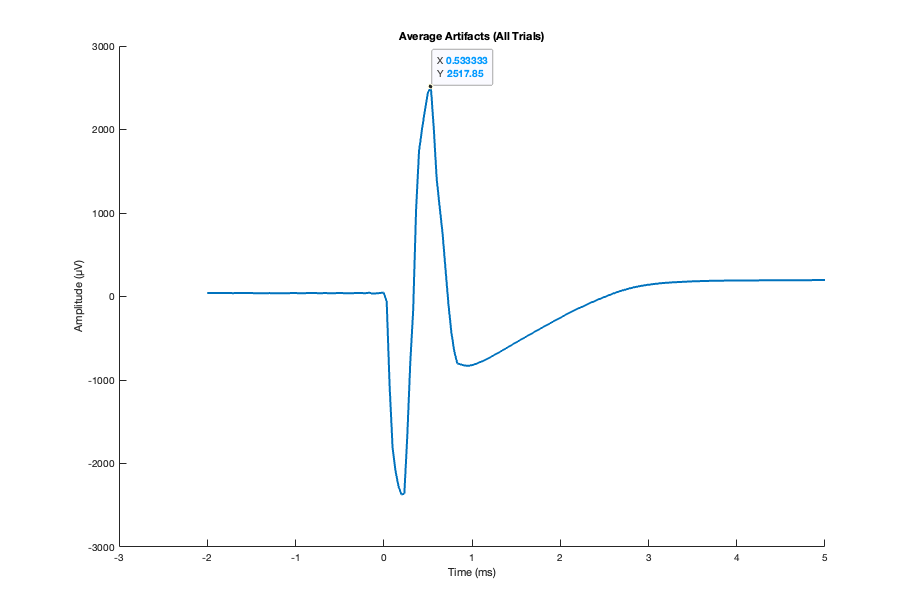 Average Artifacts (All Trials)
X 0.533333
Y 2517.85
3000
2000
1000
0
-1000
-2000
-3000
Amplitude (μV)
-3 -2 -1 0 1 2 3 4 5
Time (ms)